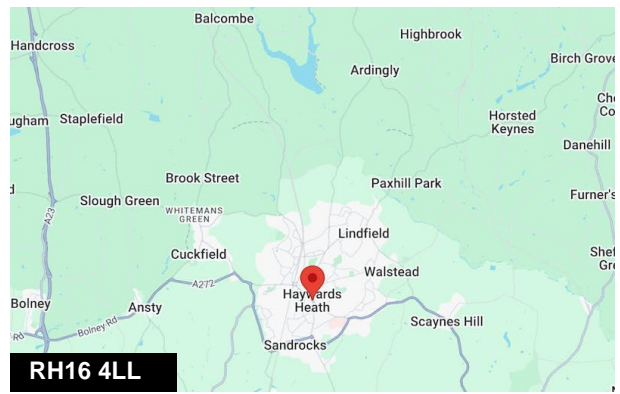 Balcombe
Highbrook
Handcross
Birch Grove
Ardingly
Staplefield
Horsted
Keynes
Danehill
Brook Street
Paxhill Park
Slough Green
WHITEMANS
GREEN
A23
Lindfield
Cuckfield
Walstead
A272
Haywards
Heath
Bolney
Ansty
Bolney Rd
Scaynes Hill
Sandrocks
RH16 4LL